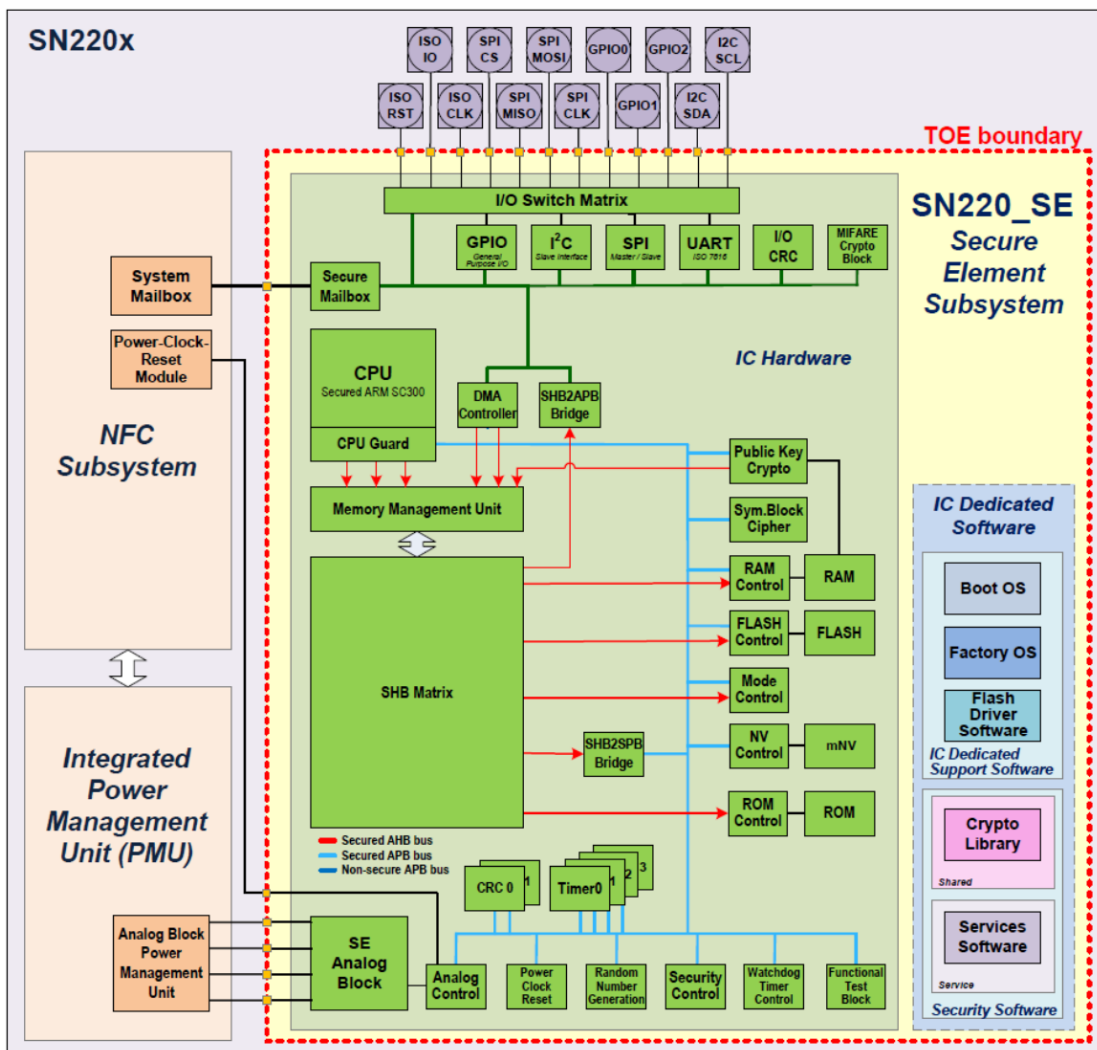 SN220x
ISO
IO
SPI
CS
SPI
MOSI
GPIO0
GPIO2
I2C
SCL
ISO
RST
ISO
CLK
SPI
MISO
SPI
CLK
GPIO1
I2C
SDA
TOE boundary
I/O Switch Matrix
SN220_SE
Secure
Element
Subsystem
GPIO
General
Purpose I/O
I²C
Slave Interface
SPI
Master / Slave
UART
ISO 7816
I/O
CRC
MIFARE
Crypto
Block
System
Mailbox
Secure
Mailbox
Power-Clock-
Reset
Module
IC Hardware
CPU
Secured ARM SC300
DMA
Controller
SHB2APB
Bridge
NFC
Subsystem
CPU Guard
Public Key
Crypto
Memory Management Unit
Sym.Block
Cipher
IC Dedicated
Software
RAM
Control
RAM
Boot OS
FLASH
Control
FLASH
Factory OS
SHB Matrix
Mode
Control
Flash
Driver
Software
SHB2SPB
Bridge
NV
Control
mNV
IC Dedicated
Support Software
Integrated
Power
Management
Unit (PMU)
ROM
Control
ROM
Crypto
Library
Shared
Secured AHB bus
Secured APB bus
Non-secure APB bus
CRC 0
1
Timer0
1
2
3
Services
Software
Service
Security Software
Analog Block
Power
Management
Unit
SE
Analog
Block
Analog
Control
Power
Clock
Reset
Random
Number
Generation
Security
Control
Watchdog
Timer
Control
Functional
Test
Block